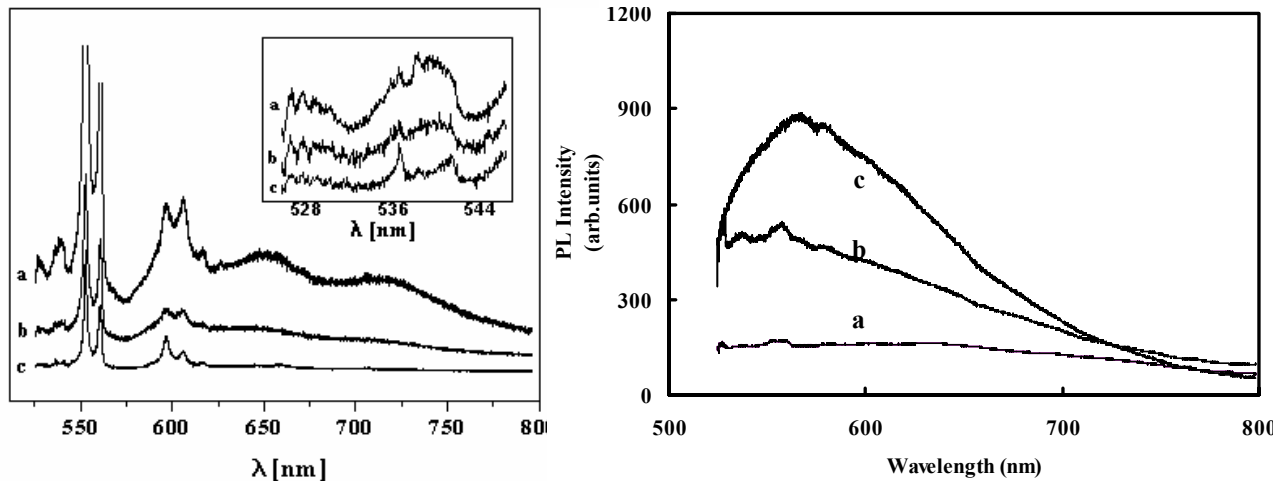 a
b
c
528 536 544
λ [nm]
a
b
c
550 600 650 700 750 800
λ [nm]
1200
900
600
300
0
PL Intensity
(arb.units)
c
b
a
500 600 700 800
Wavelength (nm)